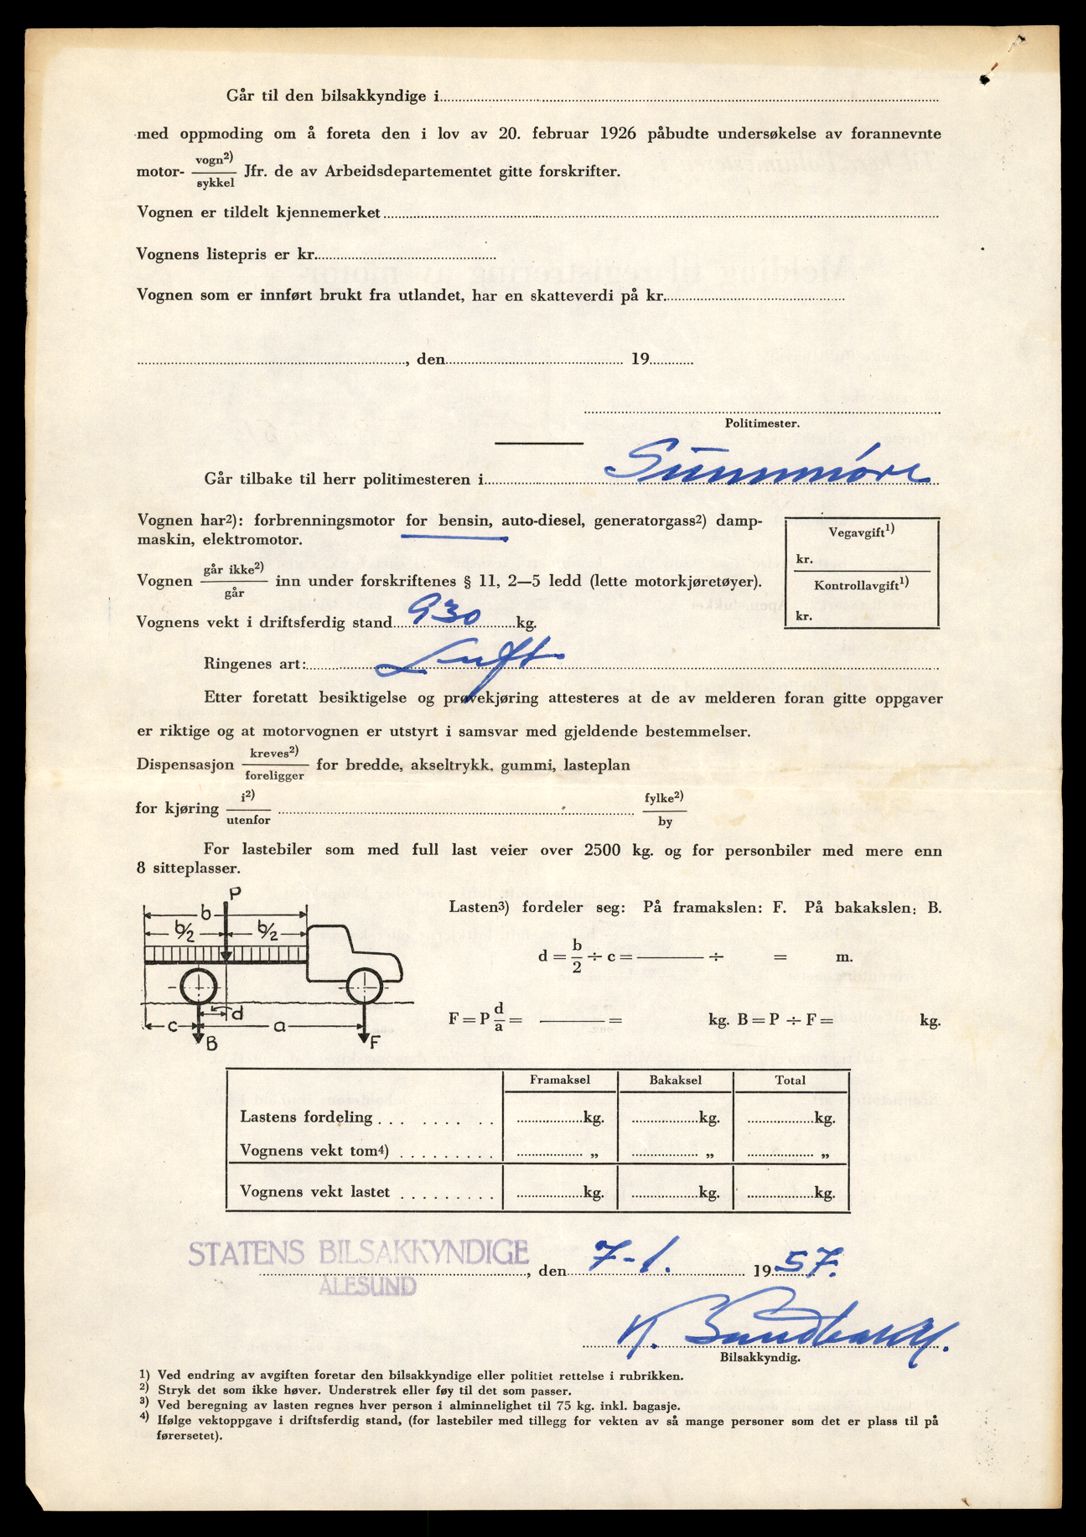 Går til den bilsakkyndige i
med oppmoding om å foreta den i lov av 20. februar 1926 påbudte undersøkelse av forannevnte
motor- vogn2) / sykkel Jfr. de av Arbeidsdepartementet gitte forskrifter.
Vognen er tildelt kjennemerket
Vognens listepris er kr.
Vognen som er innført brukt fra utlandet, har en skatteverdi på kr.
, den 19
Politimester.
Går tilbake til herr politimesteren i Sunnmøre
Vognen har2): forbrenningsmotor for bensin, auto-diesel, generatorgass2) damp-
maskin, elektromotor.
Vegavgift1)
kr.
Kontrollavgift1)
kr.
Vognen går ikke2) / går inn under forskriftenes § 11, 2—5 ledd (lette motorkjøretøyer).
Vognens vekt i driftsferdig stand 930 kg.
Ringenes art: Luft
Etter foretatt besiktigelse og prøvekjøring attesteres at de av melderen foran gitte oppgaver
er riktige og at motorvognen er utstyrt i samsvar med gjeldende bestemmelser.
Dispensasjon kreves2) / foreligger for bredde, akseltrykk, gummi, lasteplan
for kjøring i2) / utenfor fylke2) / by
For lastebiler som med full last veier over 2500 kg. og for personbiler med mere enn
8 sitteplasser.
P
b
b/2 b/2
d
c a
B F
Lasten3) fordeler seg: På framakslen: F. På bakakslen: B.
d = b/2 ÷ c = ÷ = m.
F = P d/a = = kg. B = P ÷ F = kg.
Framaksel Bakaksel Total
Lastens fordeling kg. kg. kg.
Vognens vekt tom4) „ „ „
Vognens vekt lastet kg. kg. kg.
STATENS BILSAKKYNDIGE
ÅLESUND
, den 7-1. 1957.
K. Sundbakk.
Bilsakkyndig.
1) Ved endring av avgiften foretar den bilsakkyndige eller politiet rettelse i rubrikken.
2) Stryk det som ikke høver. Understrek eller føy til det som passer.
3) Ved beregning av lasten regnes hver person i alminnelighet til 75 kg. inkl. bagasje.
4) Ifølge vektoppgave i driftsferdig stand, (for lastebiler med tillegg for vekten av så mange personer som det er plass til på
førersetet).